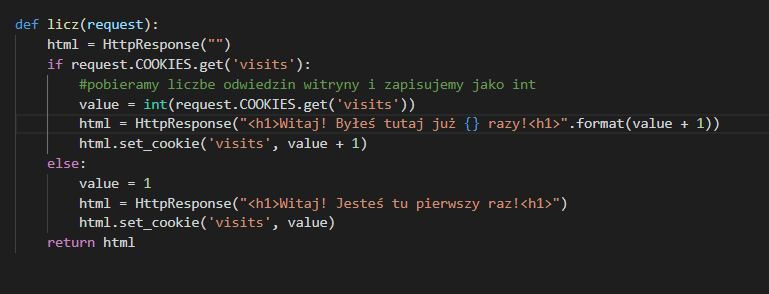 def licz(request):
    html = HttpResponse("")
    if request.COOKIES.get('visits'):
        #pobieramy liczbe odwiedzin witryny i zapisujemy jako int
        value = int(request.COOKIES.get('visits'))
        html = HttpResponse("<h1>Witaj! Byłeś tutaj już {} razy!<h1>".format(value + 1))
        html.set_cookie('visits', value + 1)
    else:
        value = 1
        html = HttpResponse("<h1>Witaj! Jesteś tu pierwszy raz!<h1>")
        html.set_cookie('visits', value)
    return html